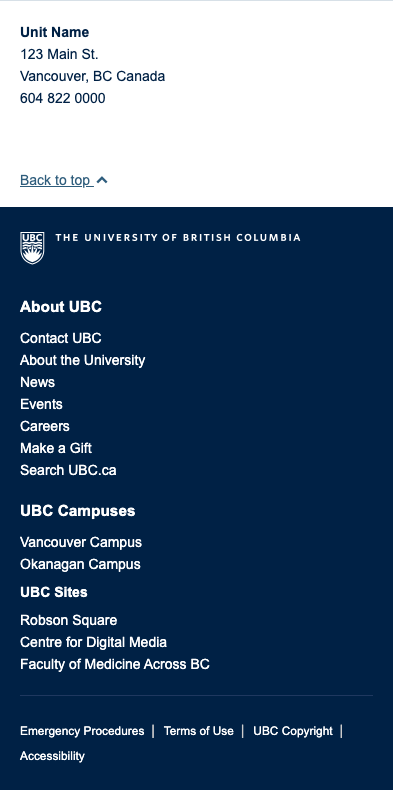 Unit Name
123 Main St.
Vancouver, BC Canada
604 822 0000
Back to top
UBC
THE UNIVERSITY OF BRITISH COLUMBIA
About UBC
Contact UBC
About the University
News
Events
Careers
Make a Gift
Search UBC.ca
UBC Campuses
Vancouver Campus
Okanagan Campus
UBC Sites
Robson Square
Centre for Digital Media
Faculty of Medicine Across BC
Emergency Procedures | Terms of Use | UBC Copyright |
Accessibility